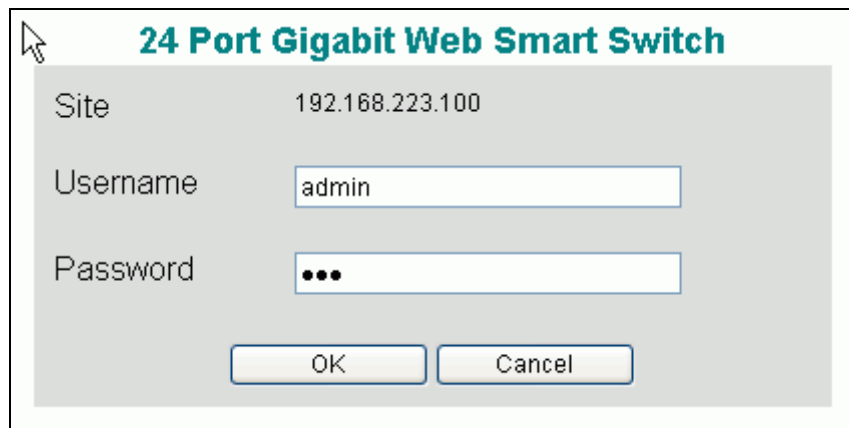 24 Port Gigabit Web Smart Switch
Site 192.168.223.100
Username admin
Password •••
OK Cancel